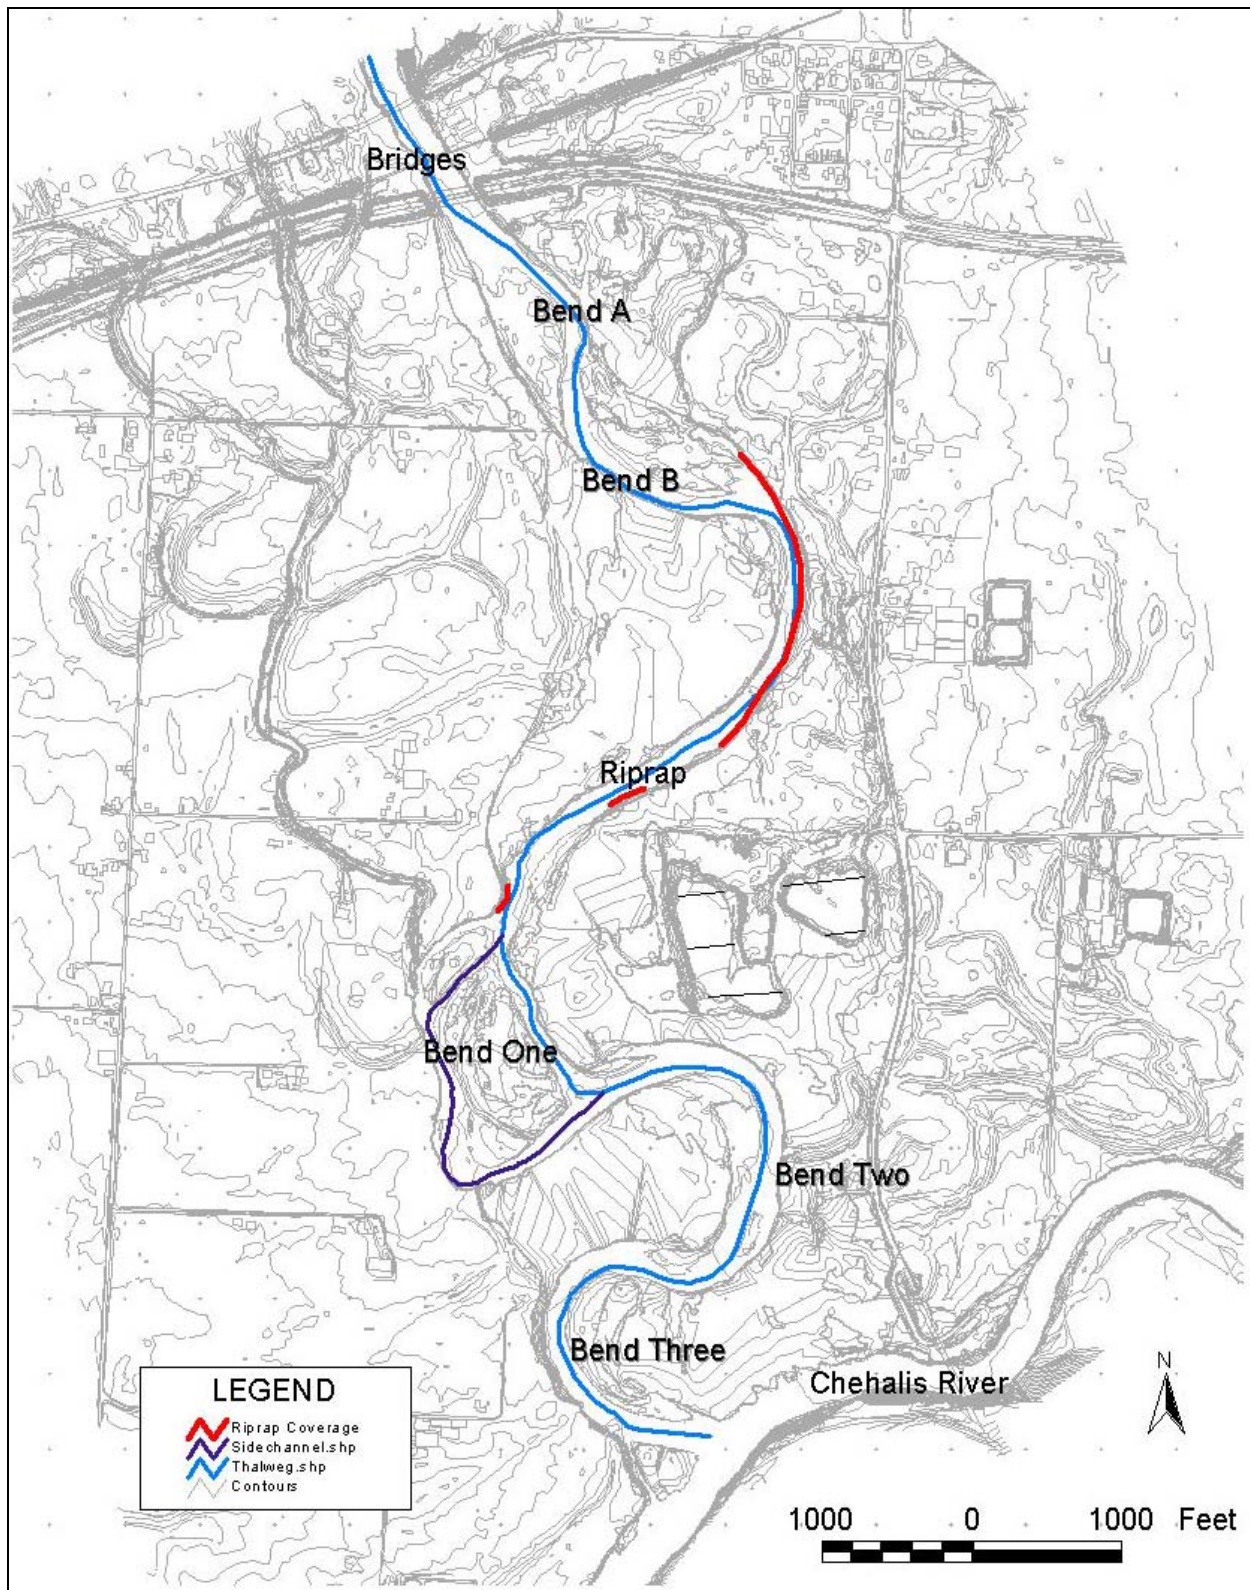 Bridges
Bend A
Bend B
Riprap
Bend One
Bend Two
Bend Three
Chehalis River
N
LEGEND
Riprap Coverage
Sidechannel.shp
Thalweg.shp
Contours
1000 0 1000 Feet